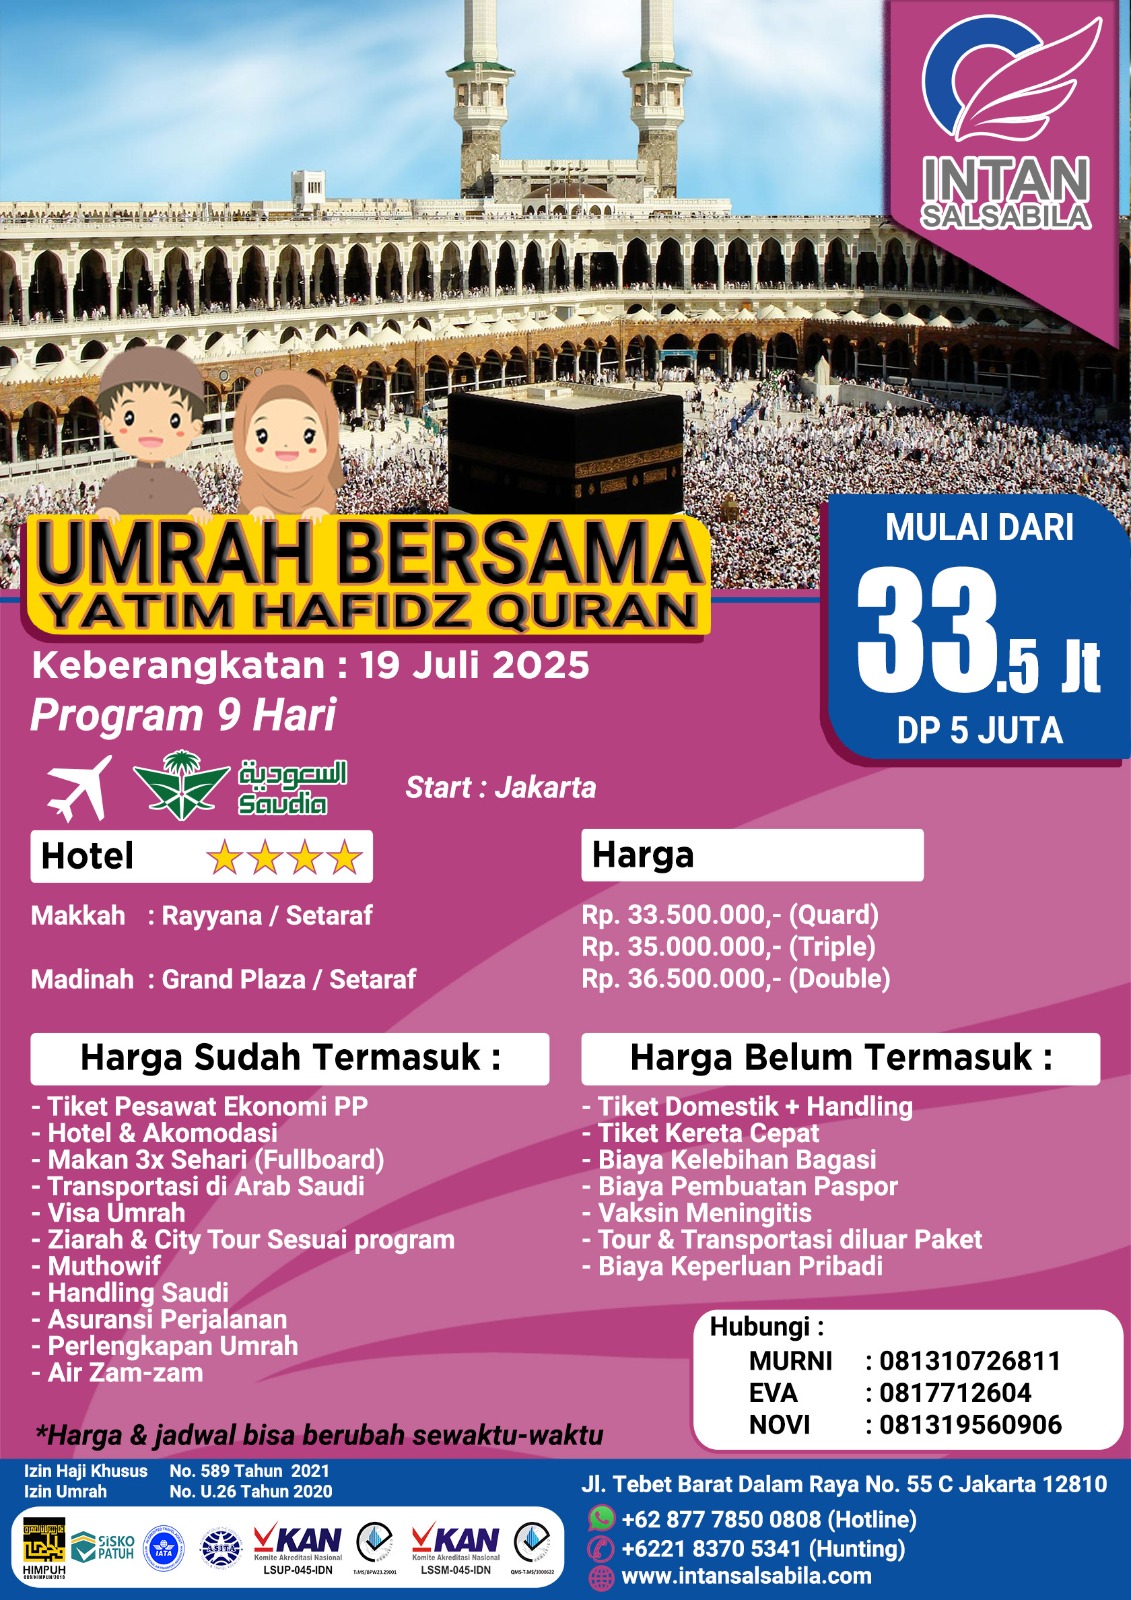 INTAN
SALSABILA
UMRAH BERSAMA
YATIM HAFIDZ QURAN
MULAI DARI
33.5 Jt
DP 5 JUTA
Keberangkatan : 19 Juli 2025
Program 9 Hari
السعودية
Saudia
Start : Jakarta
Hotel
Makkah : Rayyana / Setaraf
Madinah : Grand Plaza / Setaraf
Harga
Rp. 33.500.000,- (Quard)
Rp. 35.000.000,- (Triple)
Rp. 36.500.000,- (Double)
Harga Sudah Termasuk :
- Tiket Pesawat Ekonomi PP
- Hotel & Akomodasi
- Makan 3x Sehari (Fullboard)
- Transportasi di Arab Saudi
- Visa Umrah
- Ziarah & City Tour Sesuai program
- Muthowif
- Handling Saudi
- Asuransi Perjalanan
- Perlengkapan Umrah
- Air Zam-zam
Harga Belum Termasuk :
- Tiket Domestik + Handling
- Tiket Kereta Cepat
- Biaya Kelebihan Bagasi
- Biaya Pembuatan Paspor
- Vaksin Meningitis
- Tour & Transportasi diluar Paket
- Biaya Keperluan Pribadi
Hubungi :
MURNI : 081310726811
EVA : 0817712604
NOVI : 081319560906
*Harga & jadwal bisa berubah sewaktu-waktu
Izin Haji Khusus No. 589 Tahun 2021
Izin Umrah No. U.26 Tahun 2020
HIMPUH
SISKO
PATUH
IATA
ASITA
KAN
Komite Akreditasi Nasional
LSUP-045-IDN
KAN
Komite Akreditasi Nasional
LSSM-045-IDN
Jl. Tebet Barat Dalam Raya No. 55 C Jakarta 12810
+62 877 7850 0808 (Hotline)
+6221 8370 5341 (Hunting)
www.intansalsabila.com